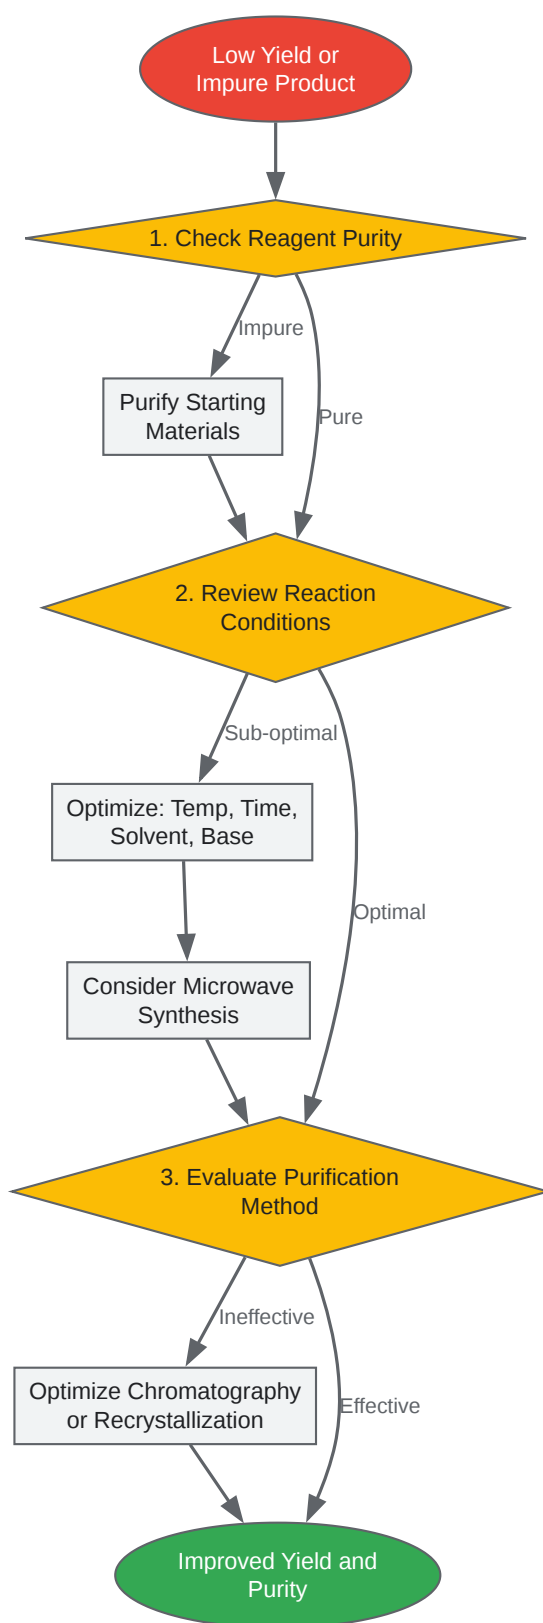 Low Yield or
Impure Product
1. Check Reagent Purity
Impure
Purify Starting
Materials
Pure
2. Review Reaction
Conditions
Sub-optimal
Optimize: Temp, Time,
Solvent, Base
Optimal
Consider Microwave
Synthesis
3. Evaluate Purification
Method
Ineffective
Optimize Chromatography
or Recrystallization
Effective
Improved Yield and
Purity